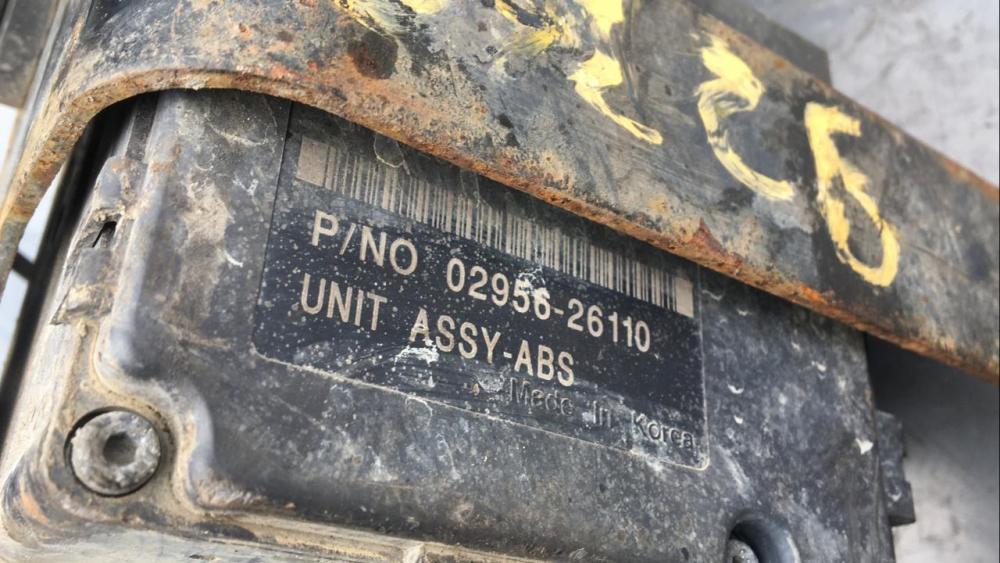 P/NO 02956-26110
UNIT ASSY-ABS
Made In Korea